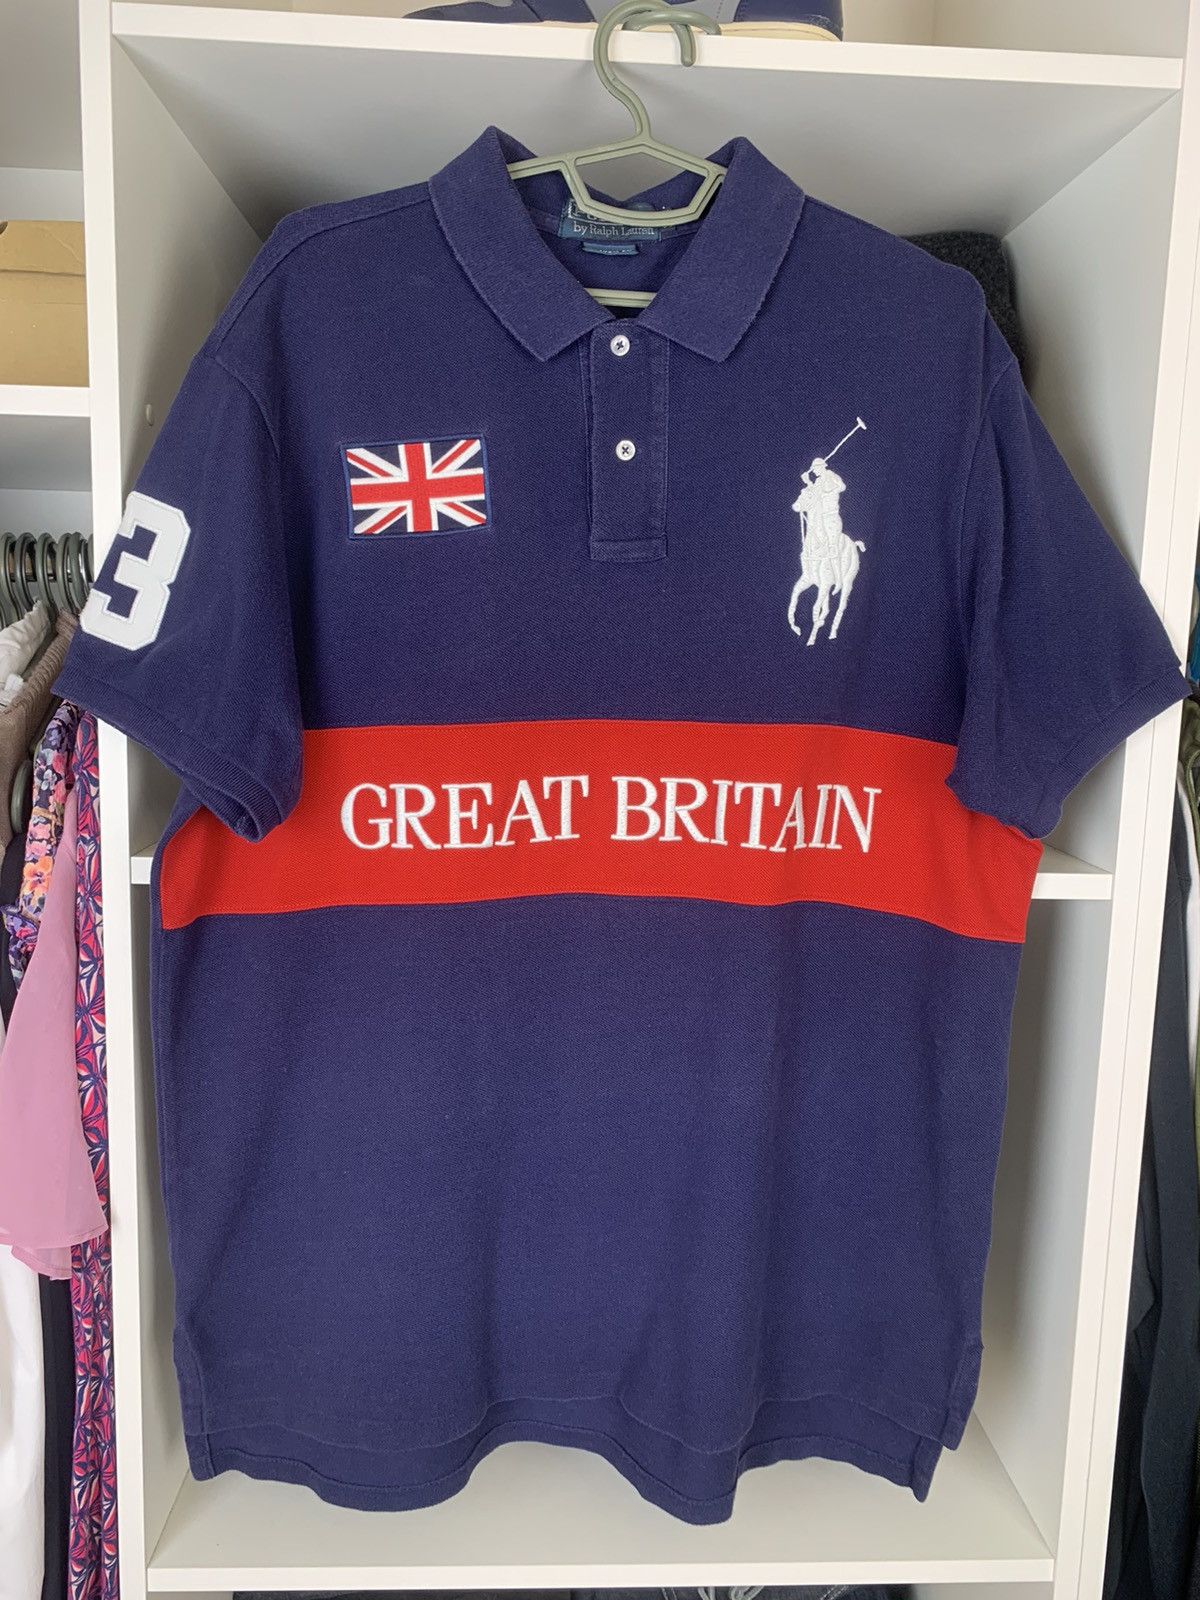 by Ralph Lauren
3
GREAT BRITAIN